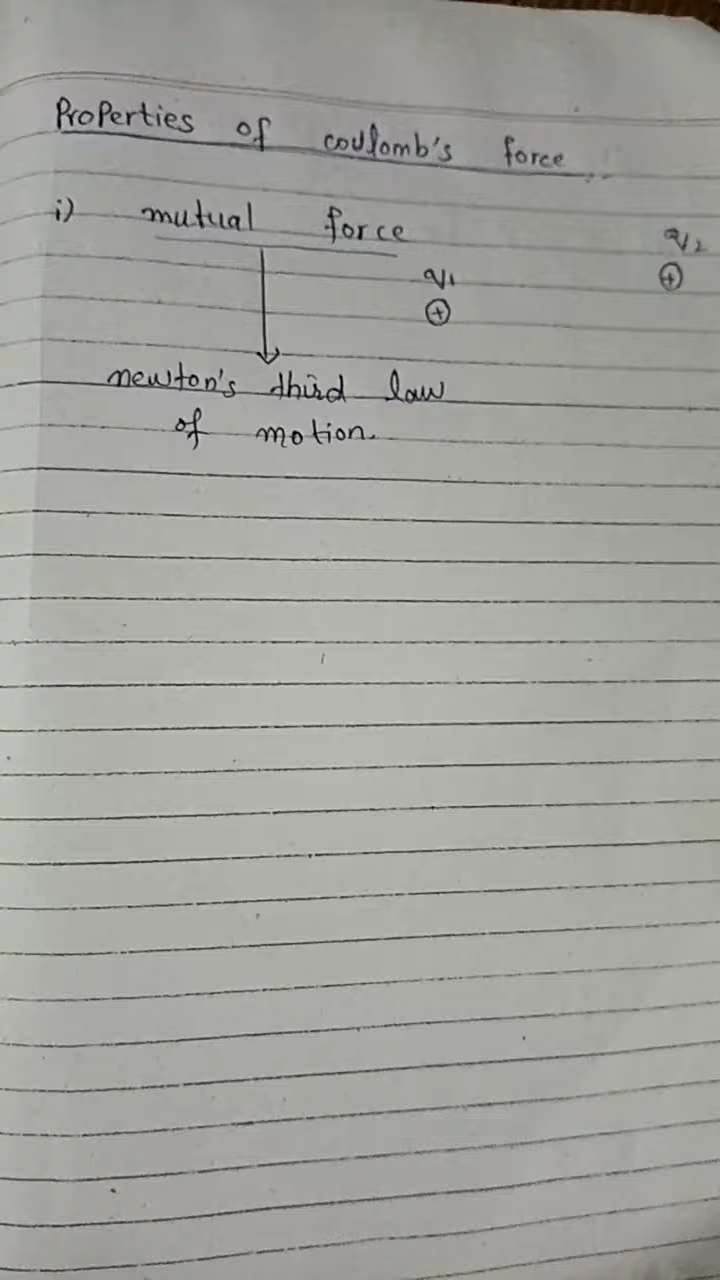 Properties of coulomb's force
i) mutual force
q1 q2
+ +
newton's third law
of motion.